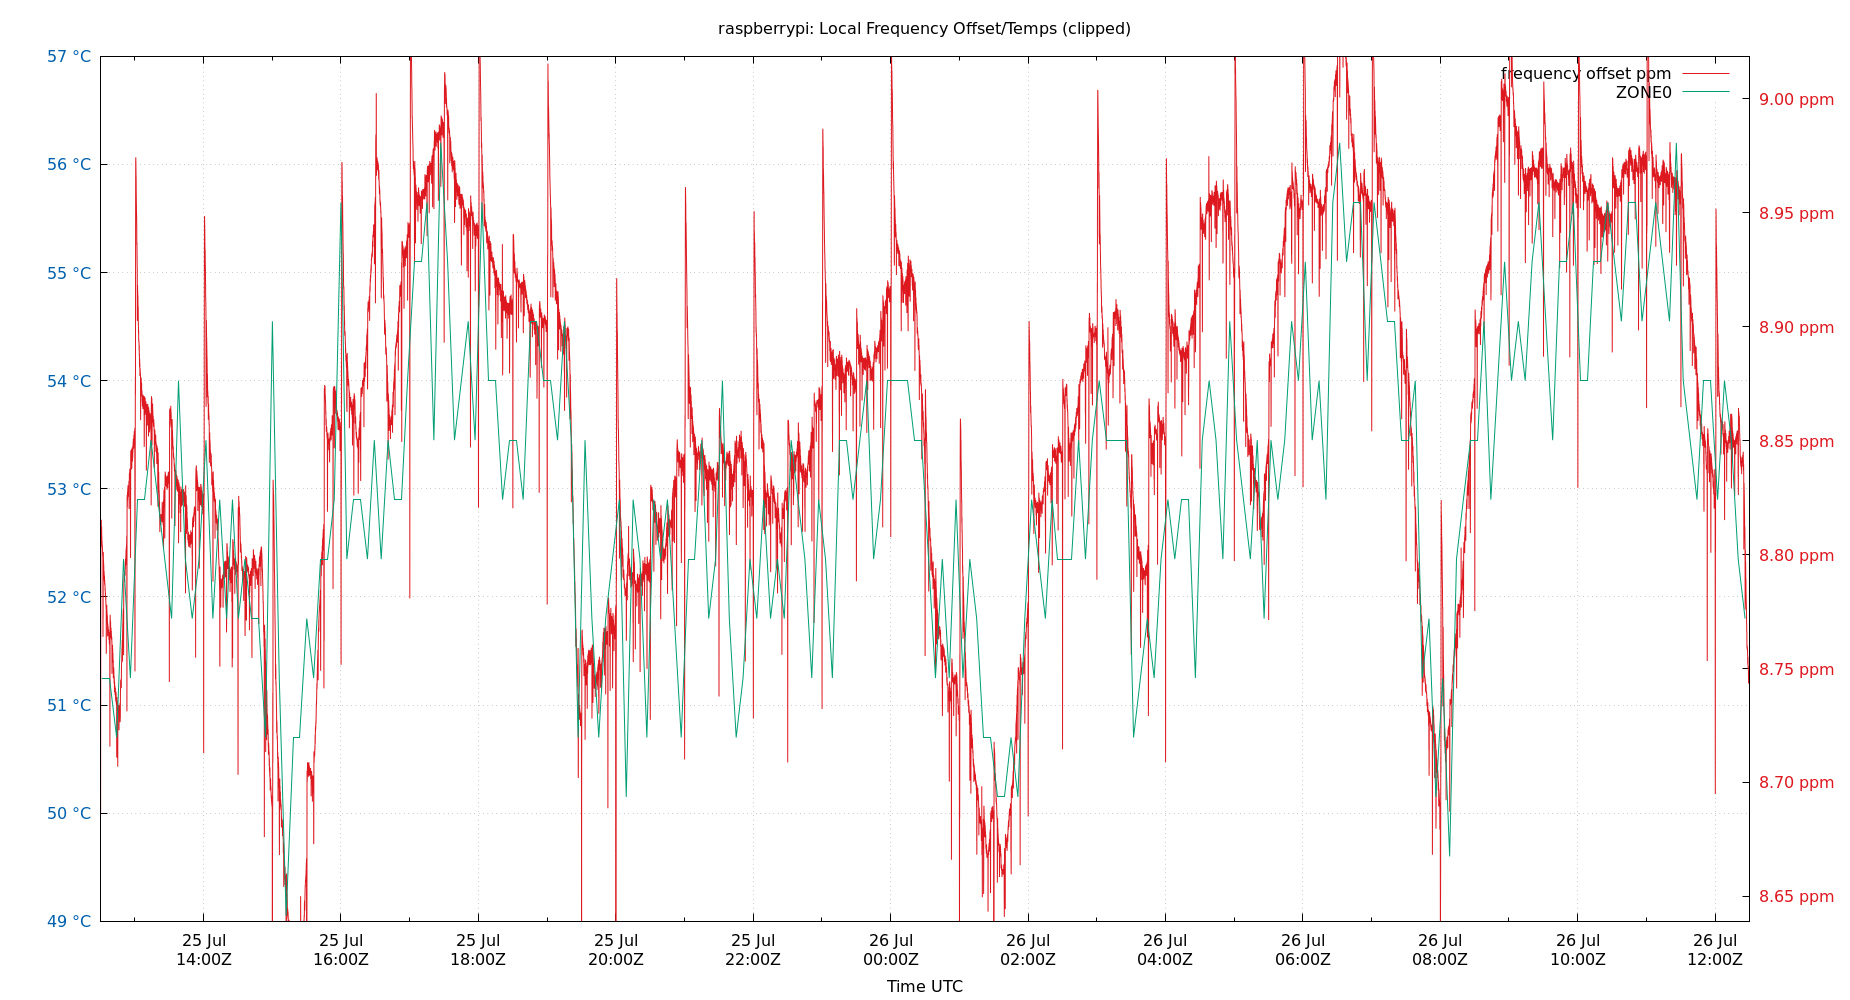 raspberrypi: Local Frequency Offset/Temps (clipped)
57 °C
56 °C
55 °C
54 °C
53 °C
52 °C
51 °C
50 °C
49 °C
frequency offset ppm
ZONE0
9.00 ppm
8.95 ppm
8.90 ppm
8.85 ppm
8.80 ppm
8.75 ppm
8.70 ppm
8.65 ppm
25 Jul
14:00Z
25 Jul
16:00Z
25 Jul
18:00Z
25 Jul
20:00Z
25 Jul
22:00Z
26 Jul
00:00Z
26 Jul
02:00Z
26 Jul
04:00Z
26 Jul
06:00Z
26 Jul
08:00Z
26 Jul
10:00Z
26 Jul
12:00Z
Time UTC